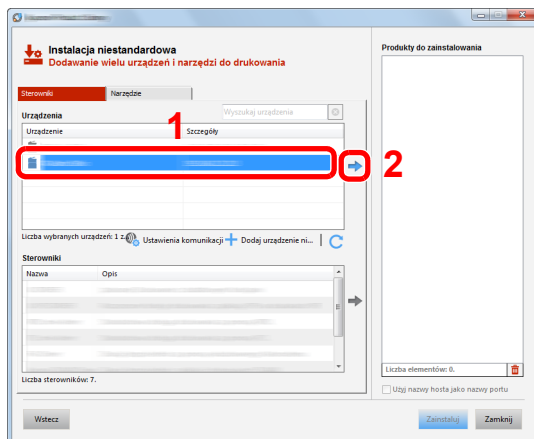 Instalacja niestandardowa
Dodawanie wielu urządzeń i narzędzi do drukowania
Sterowniki
Narzędzie
Urządzenia
Wyszukaj urządzenia
Urządzenie
Szczegóły
1
2
Liczba wybranych urządzeń: 1 z
Ustawienia komunikacji
Dodaj urządzenie ni...
Sterowniki
Nazwa
Opis
Liczba sterowników: 7.
Produkty do zainstalowania
Liczba elementów: 0.
Użyj nazwy hosta jako nazwy portu
Wstecz
Zainstaluj
Zamknij